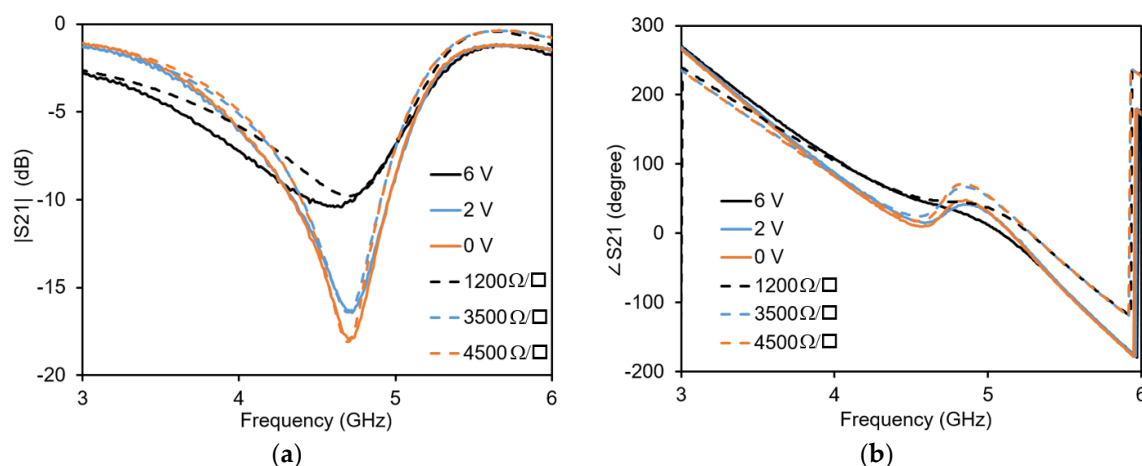 0
-5
-10
-15
-20
|S21| (dB)
3 4 5 6
Frequency (GHz)
6 V
2 V
0 V
1200Ω/□
3500Ω/□
4500Ω/□
(a)
300
200
100
0
-100
-200
∠S21 (degree)
3 4 5 6
Frequency (GHz)
6 V
2 V
0 V
1200Ω/□
3500Ω/□
4500Ω/□
(b)